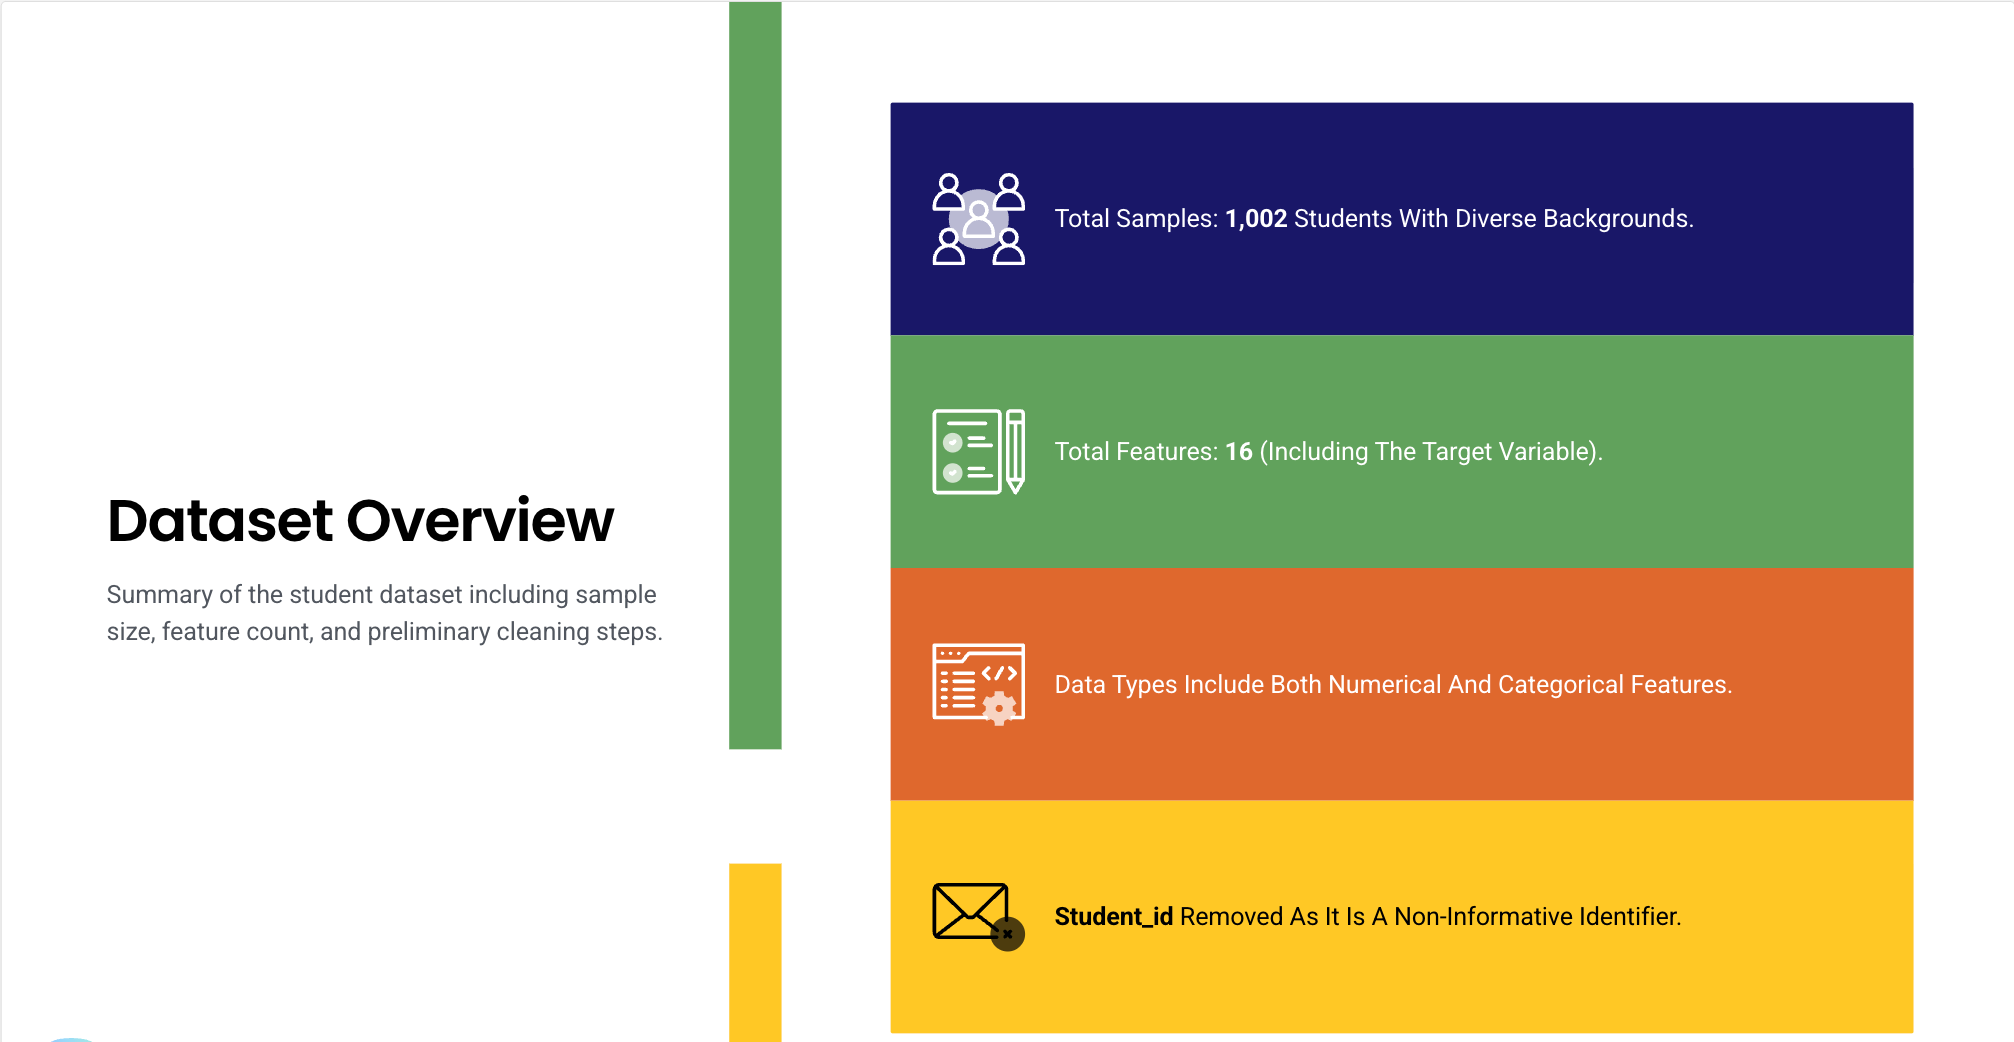 Dataset Overview
Summary of the student dataset including sample
size, feature count, and preliminary cleaning steps.
Total Samples: 1,002 Students With Diverse Backgrounds.
Total Features: 16 (Including The Target Variable).
Data Types Include Both Numerical And Categorical Features.
Student_id Removed As It Is A Non-Informative Identifier.